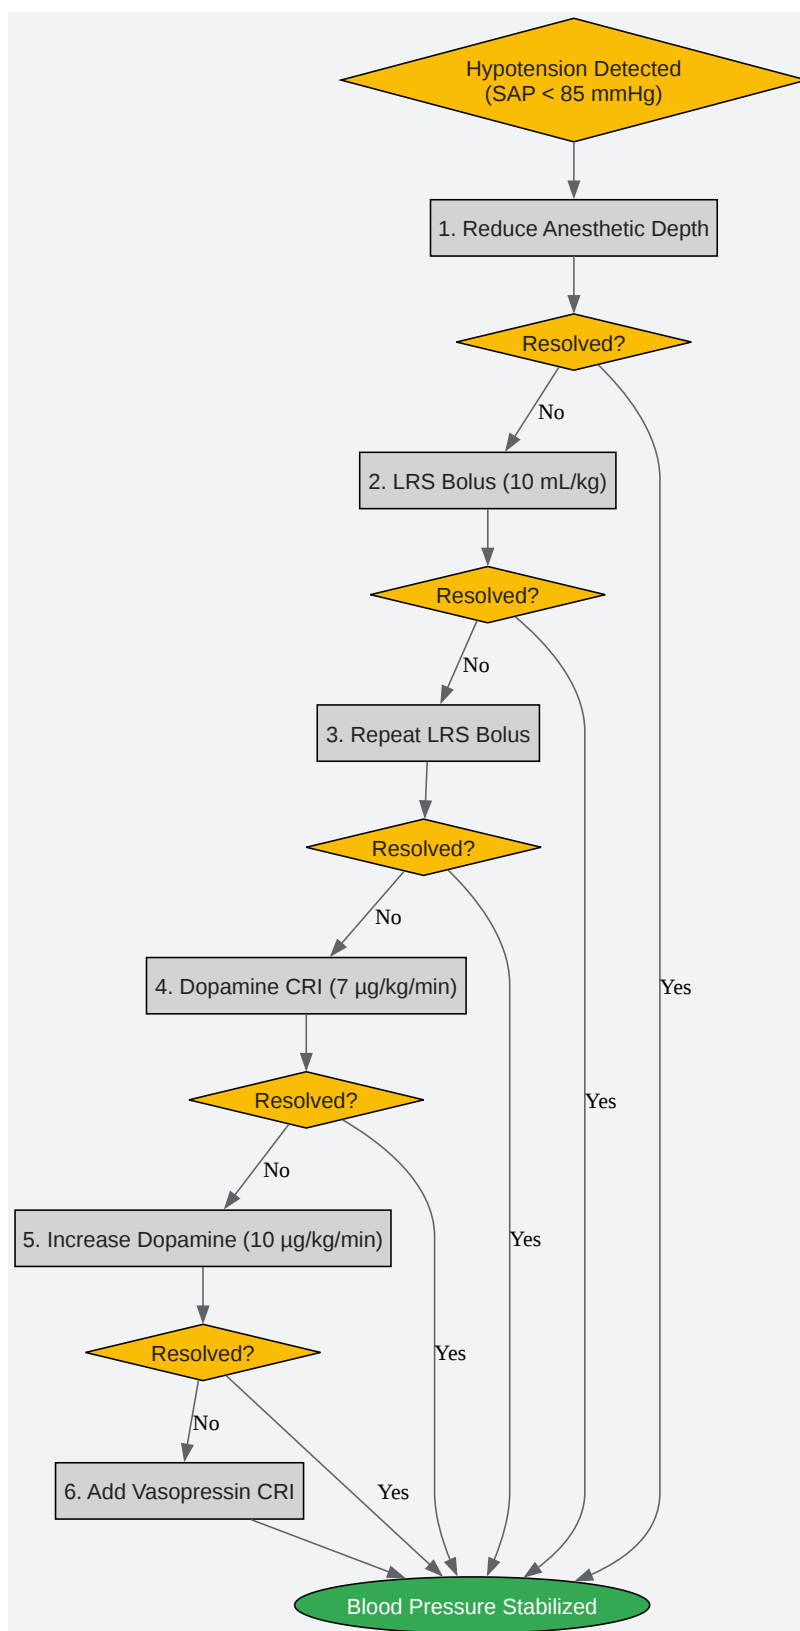 Hypotension Detected
(SAP < 85 mmHg)
1. Reduce Anesthetic Depth
Resolved?
No
2. LRS Bolus (10 mL/kg)
Resolved?
No
3. Repeat LRS Bolus
Resolved?
No
4. Dopamine CRI (7 µg/kg/min)
Yes
Resolved?
Yes
No
5. Increase Dopamine (10 µg/kg/min)
Yes
Resolved?
Yes
No
6. Add Vasopressin CRI
Yes
Blood Pressure Stabilized